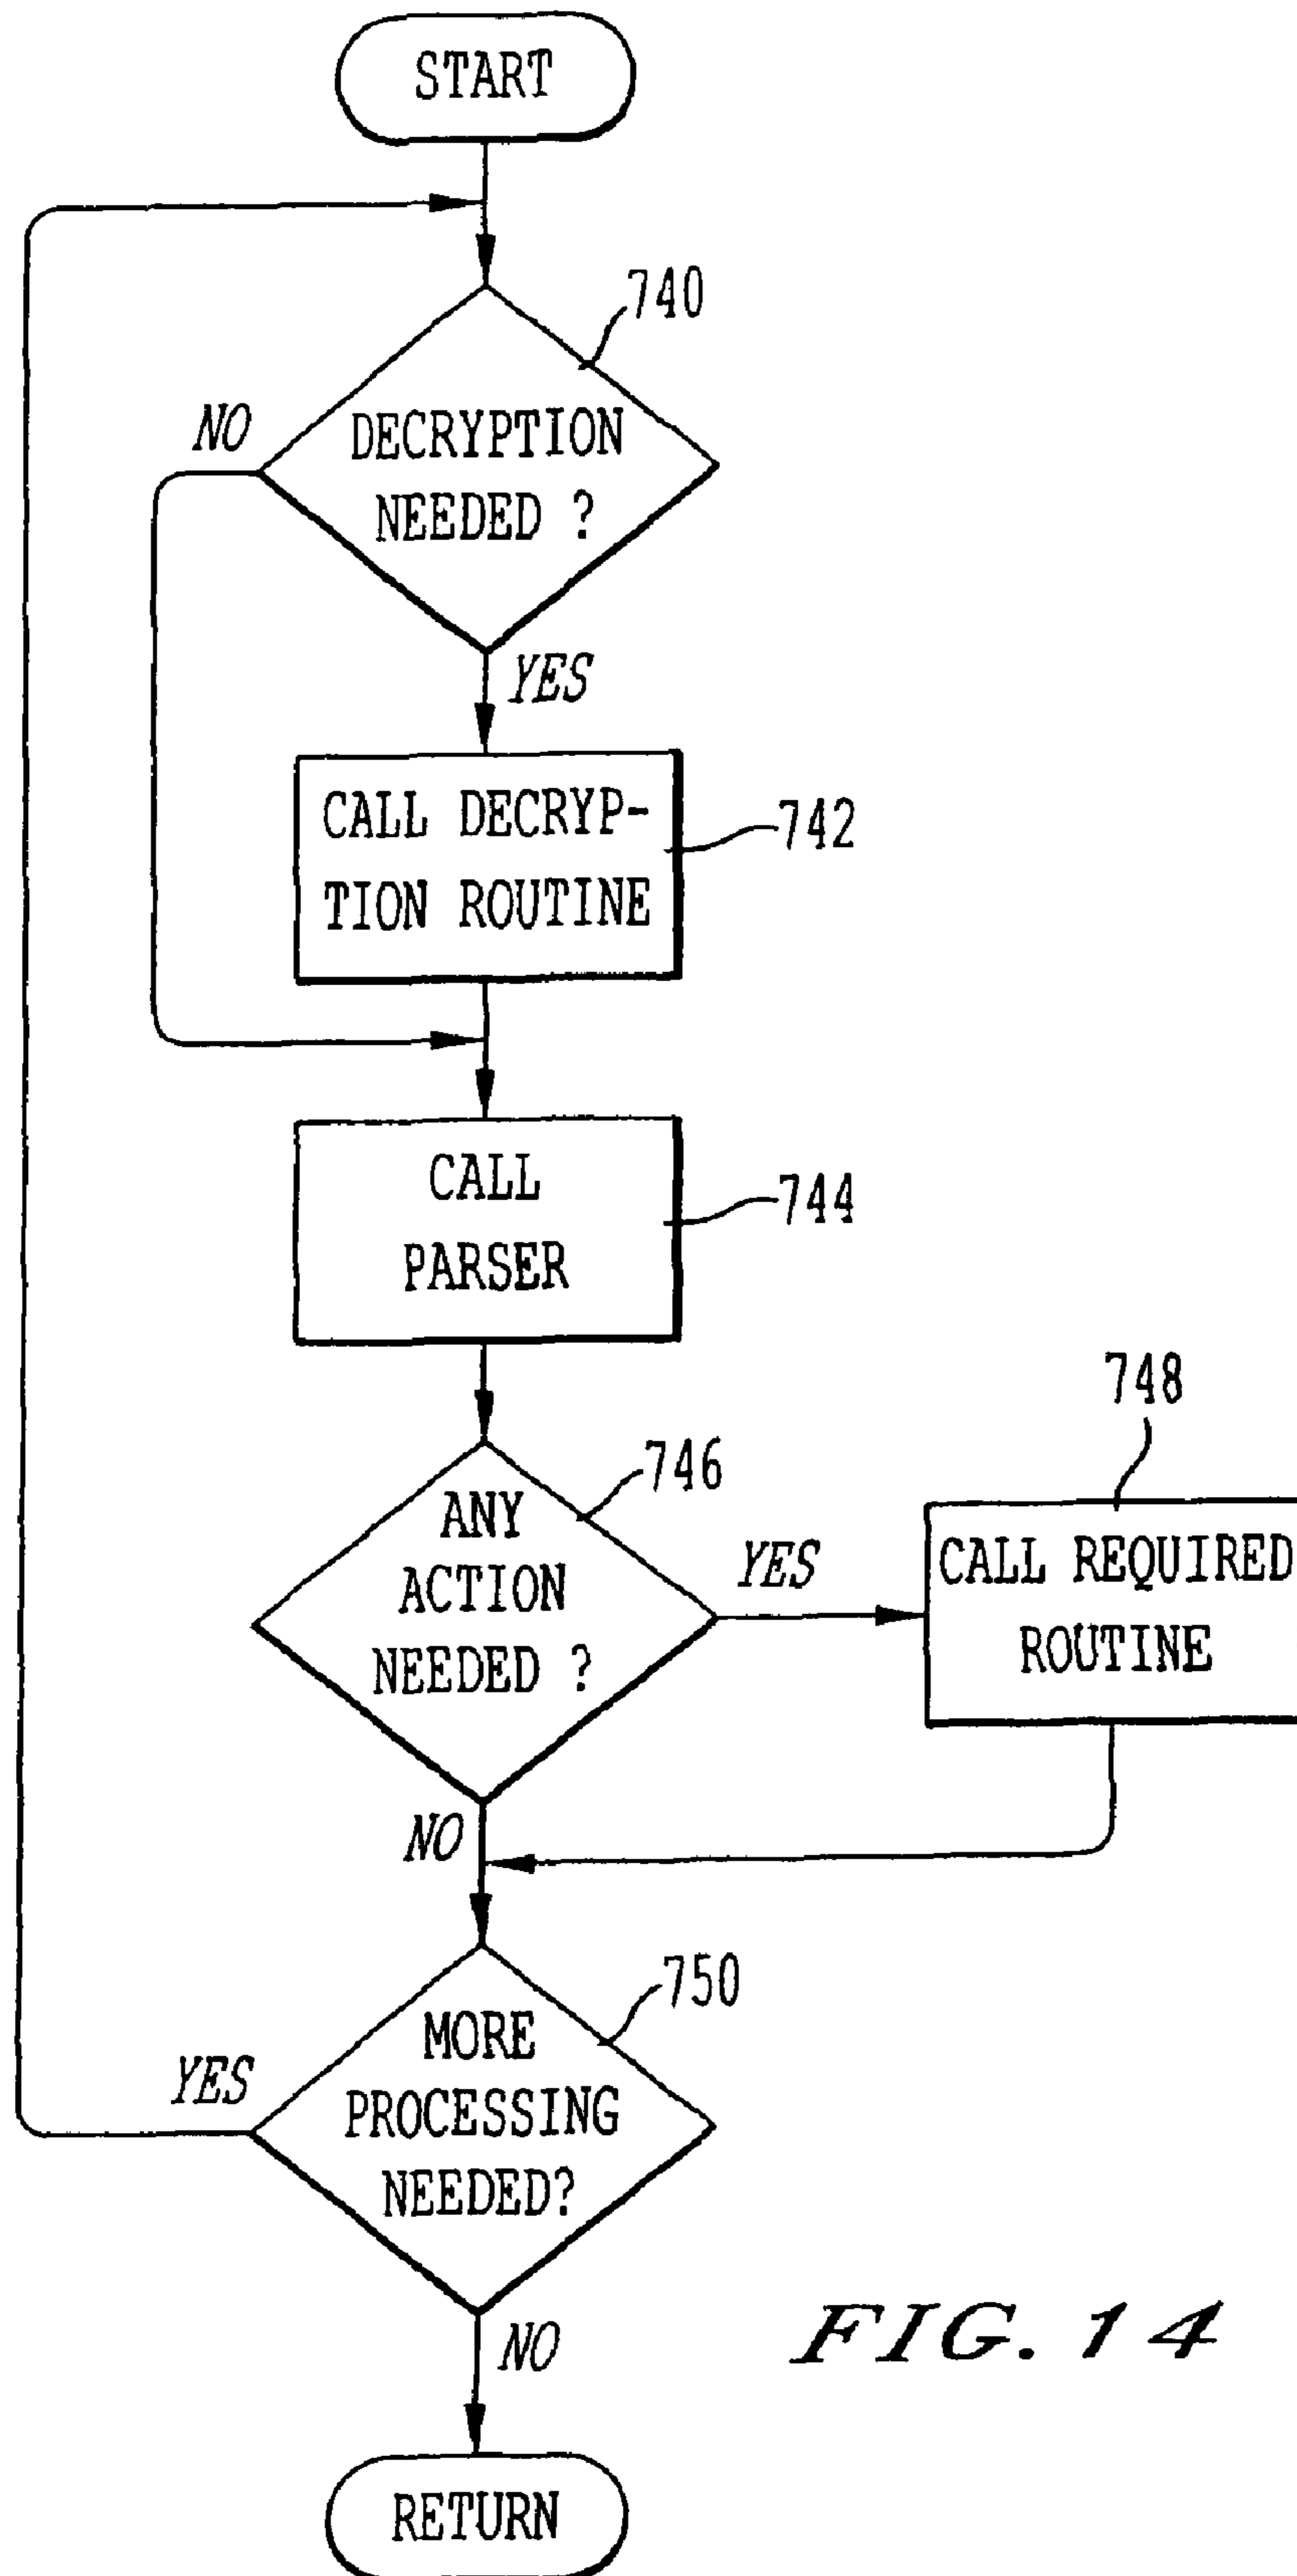 START
740
NO
DECRYPTION
NEEDED ?
YES
CALL DECRYP-
TION ROUTINE
742
CALL
PARSER
744
746
ANY
ACTION
NEEDED ?
YES
748
CALL REQUIRED
ROUTINE
NO
750
YES
MORE
PROCESSING
NEEDED?
NO
FIG. 14
RETURN